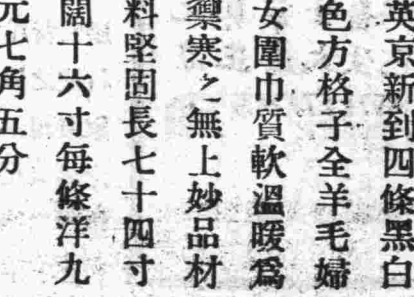 英京新到四條黑白
色方格子全羊毛婦
女圍巾質軟溫暖爲
禦寒之無上妙品材
料堅固長七十四寸
闊十六寸每條洋九
元七角五分